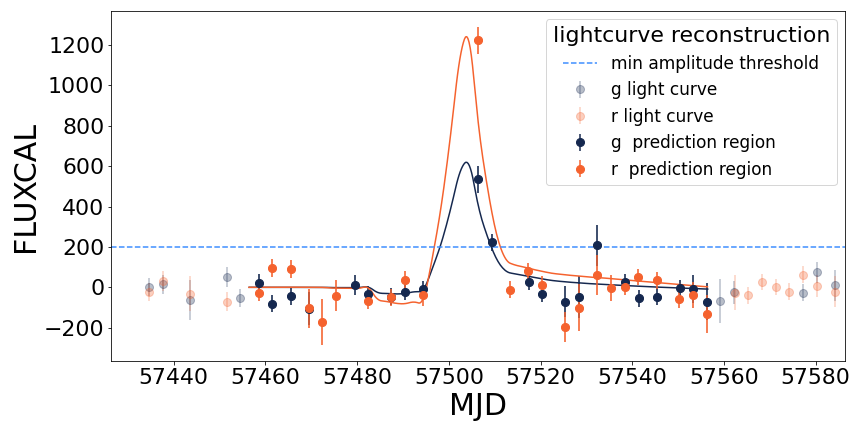 lightcurve reconstruction
min amplitude threshold
g light curve
r light curve
g  prediction region
r  prediction region
FLUXCAL
1200
1000
800
600
400
200
0
−200
57440 57460 57480 57500 57520 57540 57560 57580
MJD